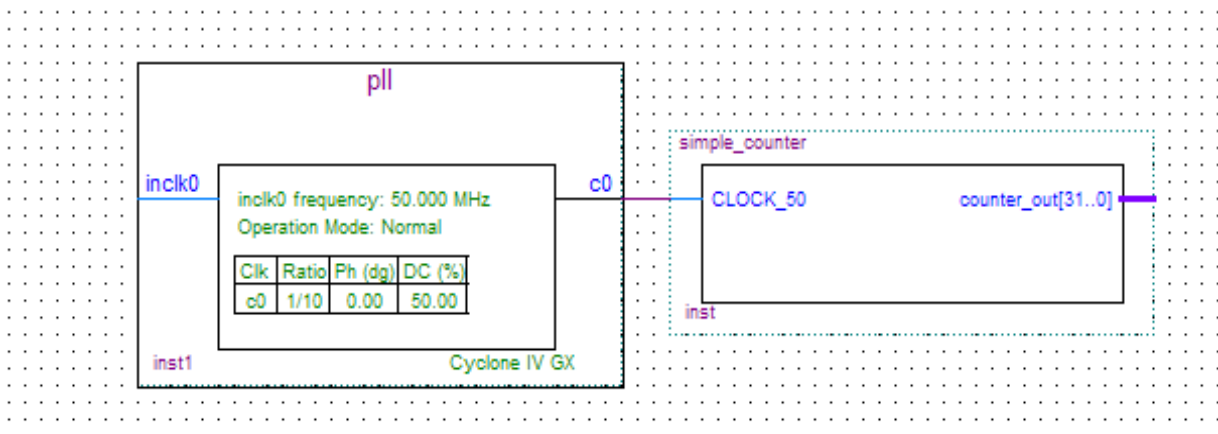 pll
inclk0
c0
inclk0 frequency: 50.000 MHz
Operation Mode: Normal
Clk Ratio Ph (dg) DC (%)
c0 1/10 0.00 50.00
inst1
Cyclone IV GX
simple_counter
CLOCK_50
counter_out[31..0]
inst